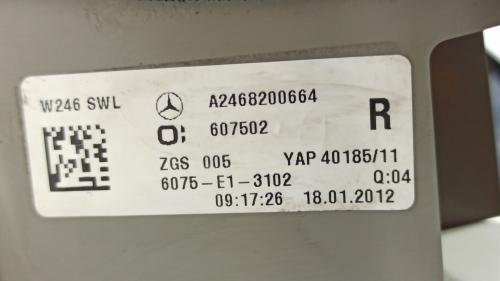 W246 SWL A2468200664
607502 R
ZGS 005 YAP 40185/11
6075-E1-3102 Q:04
09:17:26 18.01.2012